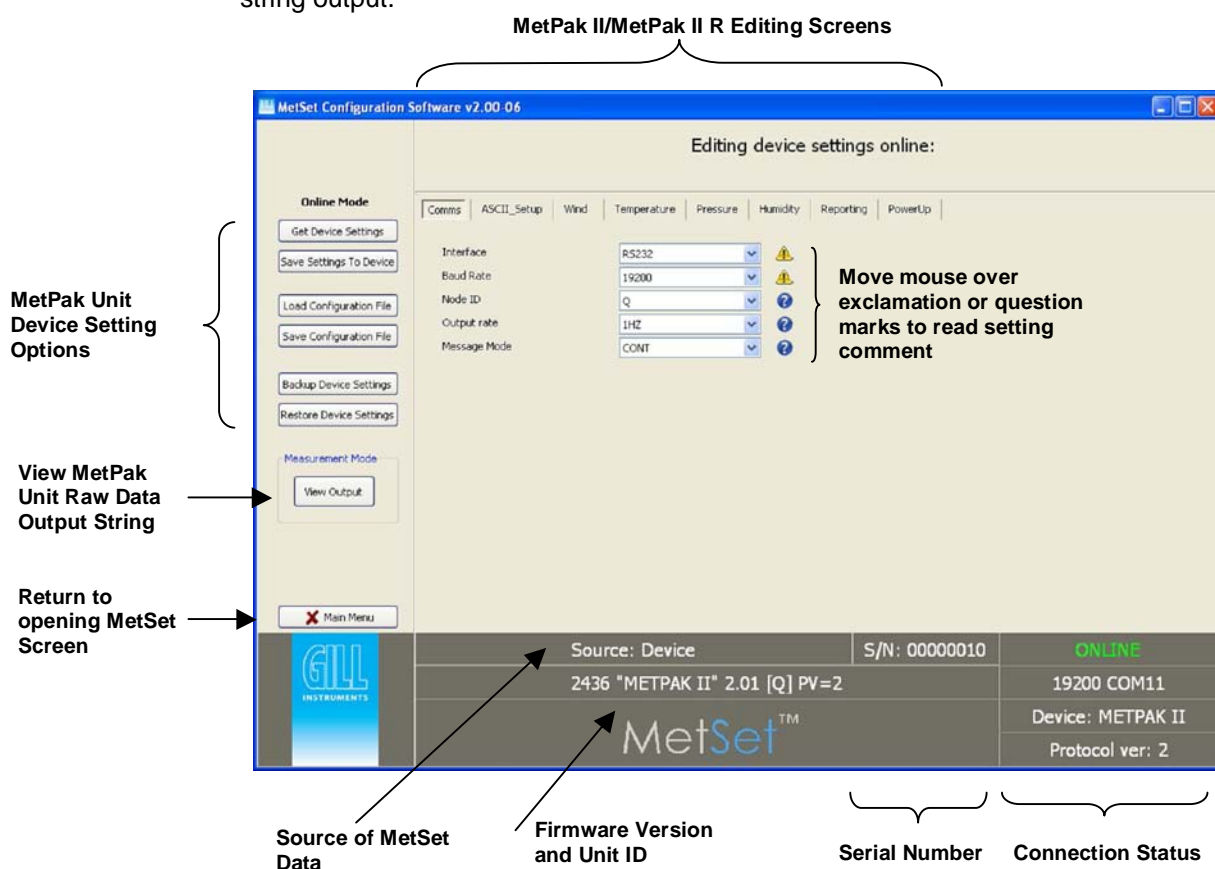 string output.
MetPak II/MetPak II R Editing Screens
MetSet Configuration Software v2.00-06
Editing device settings online:
Online Mode
Get Device Settings
Save Settings To Device
Load Configuration File
Save Configuration File
Backup Device Settings
Restore Device Settings
Measurement Mode
View Output
Main Menu
Comms ASCII_Setup Wind Temperature Pressure Humidity Reporting PowerUp
Interface RS232
Baud Rate 19200
Node ID Q
Output rate 1HZ
Message Mode CONT
Move mouse over
exclamation or question
marks to read setting
comment
MetPak Unit
Device Setting
Options
View MetPak
Unit Raw Data
Output String
Return to
opening MetSet
Screen
GILL
INSTRUMENTS
Source: Device S/N: 00000010 ONLINE
2436 "METPAK II" 2.01 [Q] PV=2 19200 COM11
MetSet™
Device: METPAK II
Protocol ver: 2
Source of MetSet
Data
Firmware Version
and Unit ID
Serial Number
Connection Status